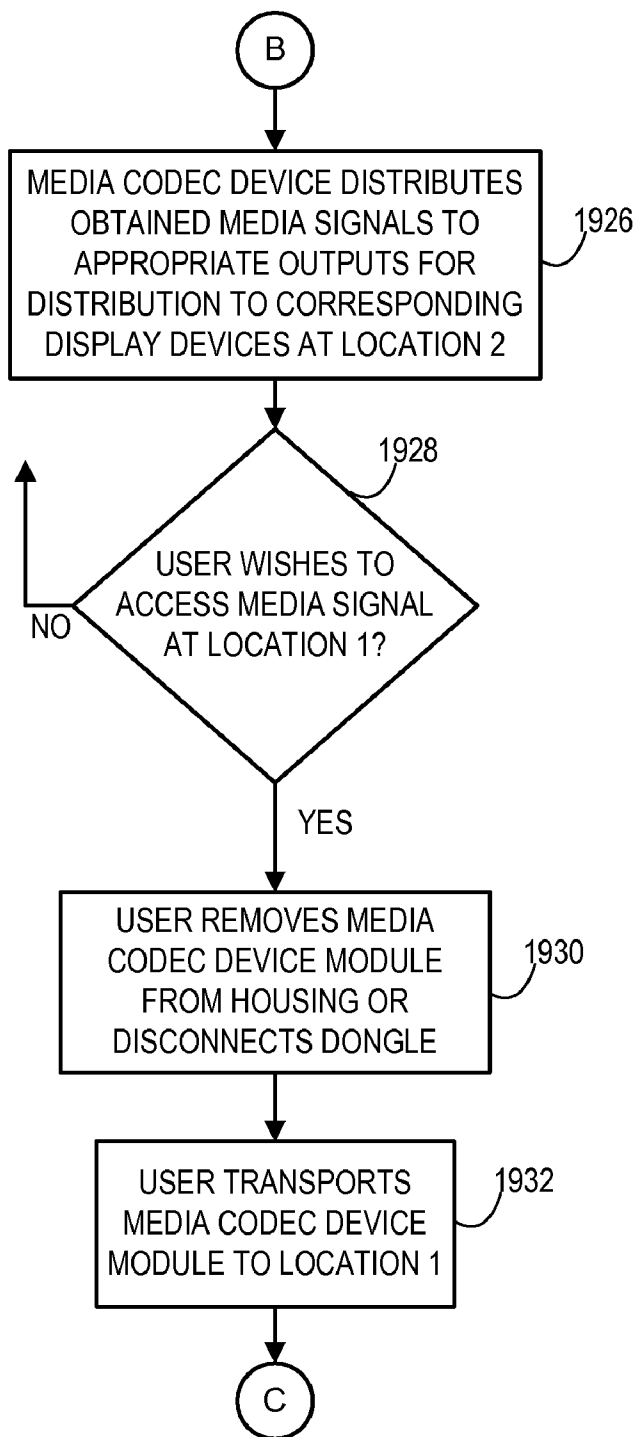 B
MEDIA CODEC DEVICE DISTRIBUTES
OBTAINED MEDIA SIGNALS TO
APPROPRIATE OUTPUTS FOR
DISTRIBUTION TO CORRESPONDING
DISPLAY DEVICES AT LOCATION 2
1926
1928
USER WISHES TO
ACCESS MEDIA SIGNAL
AT LOCATION 1?
NO
YES
USER REMOVES MEDIA
CODEC DEVICE MODULE
FROM HOUSING OR
DISCONNECTS DONGLE
1930
USER TRANSPORTS
MEDIA CODEC DEVICE
MODULE TO LOCATION 1
1932
C